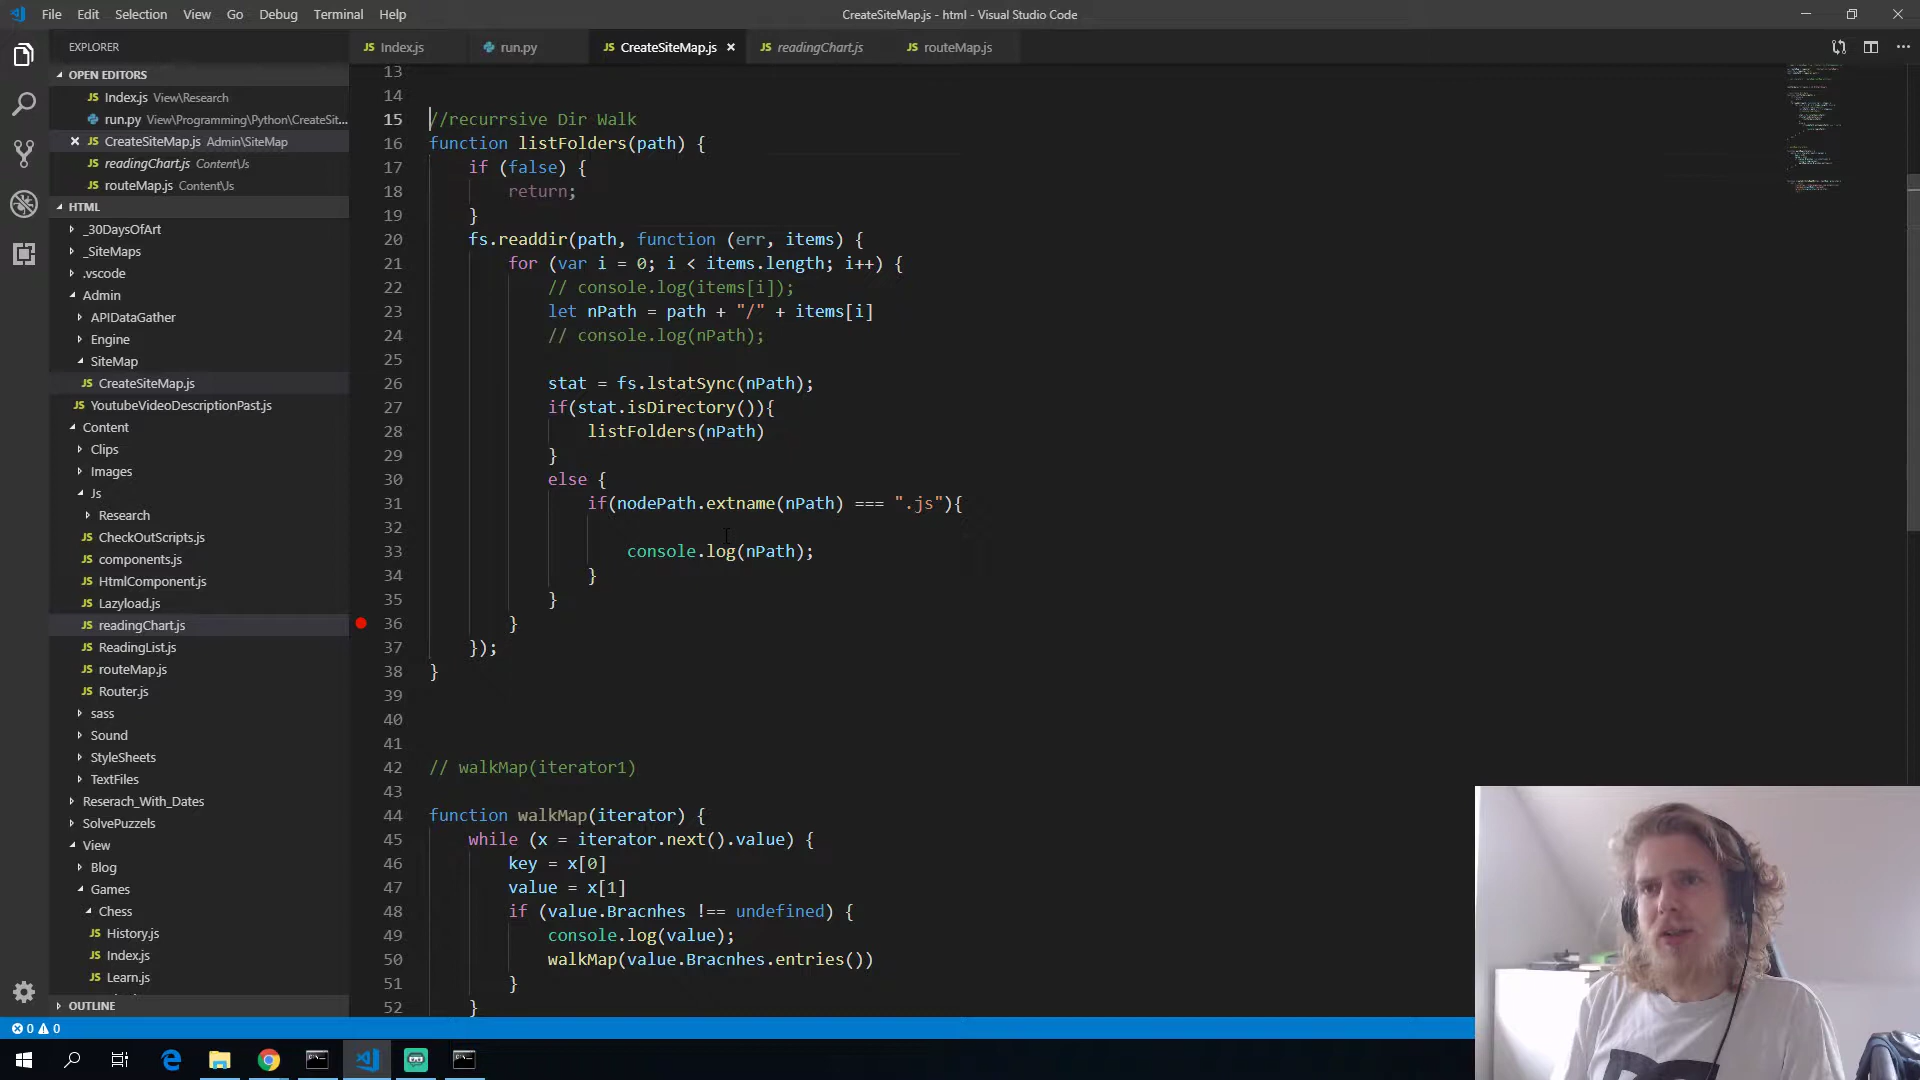 File Edit Selection View Go Debug Terminal Help
CreateSiteMap.js - html - Visual Studio Code
EXPLORER
OPEN EDITORS
JS Index.js View\Research
run.py View\Programming\Python\CreateSit...
× JS CreateSiteMap.js Admin\SiteMap
JS readingChart.js Content\Js
JS routeMap.js Content\Js
HTML
_30DaysOfArt
_SiteMaps
.vscode
Admin
APIDataGather
Engine
SiteMap
JS CreateSiteMap.js
JS YoutubeVideoDescriptionPast.js
Content
Clips
Images
Js
Research
JS CheckOutScripts.js
JS components.js
JS HtmlComponent.js
JS Lazyload.js
JS readingChart.js
JS ReadingList.js
JS routeMap.js
JS Router.js
sass
Sound
StyleSheets
TextFiles
Reserach_With_Dates
SolvePuzzels
View
Blog
Games
Chess
JS History.js
JS Index.js
JS Learn.js
OUTLINE
0 0
JS Index.js run.py JS CreateSiteMap.js × JS readingChart.js JS routeMap.js
13
14
15 //recurrsive Dir Walk
16 function listFolders(path) {
17 if (false) {
18 return;
19 }
20 fs.readdir(path, function (err, items) {
21 for (var i = 0; i < items.length; i++) {
22 // console.log(items[i]);
23 let nPath = path + "/" + items[i]
24 // console.log(nPath);
25
26 stat = fs.lstatSync(nPath);
27 if(stat.isDirectory()){
28 listFolders(nPath)
29 }
30 else {
31 if(nodePath.extname(nPath) === ".js"){
32
33 console.log(nPath);
34 }
35 }
36 }
37 });
38 }
39
40
41
42 // walkMap(iterator1)
43
44 function walkMap(iterator) {
45 while (x = iterator.next().value) {
46 key = x[0]
47 value = x[1]
48 if (value.Bracnhes !== undefined) {
49 console.log(value);
50 walkMap(value.Bracnhes.entries())
51 }
52 }